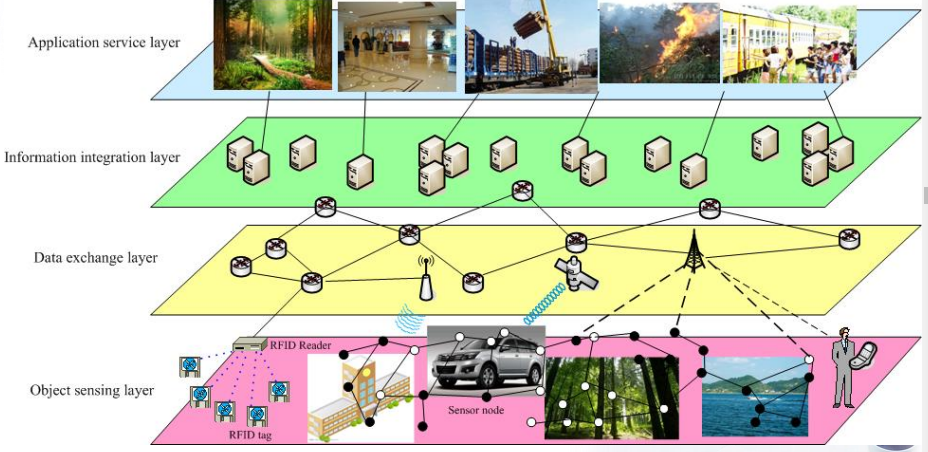 Application service layer
Information integration layer
Data exchange layer
RFID Reader
Object sensing layer
Sensor node
RFID tag